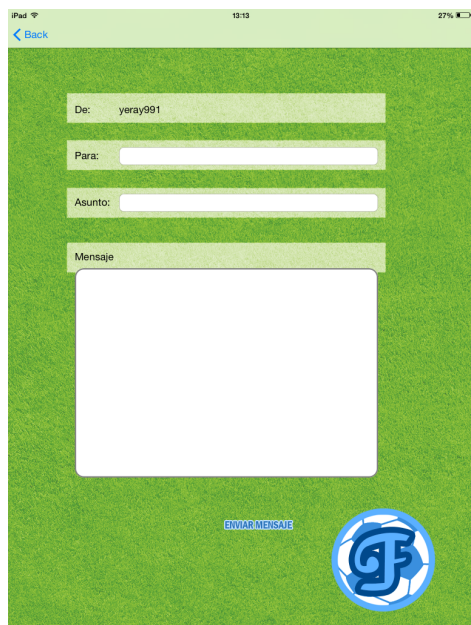 iPad 13:13 27%
Back
De: yeray991
Para:
Asunto:
Mensaje
ENVIAR MENSAJE